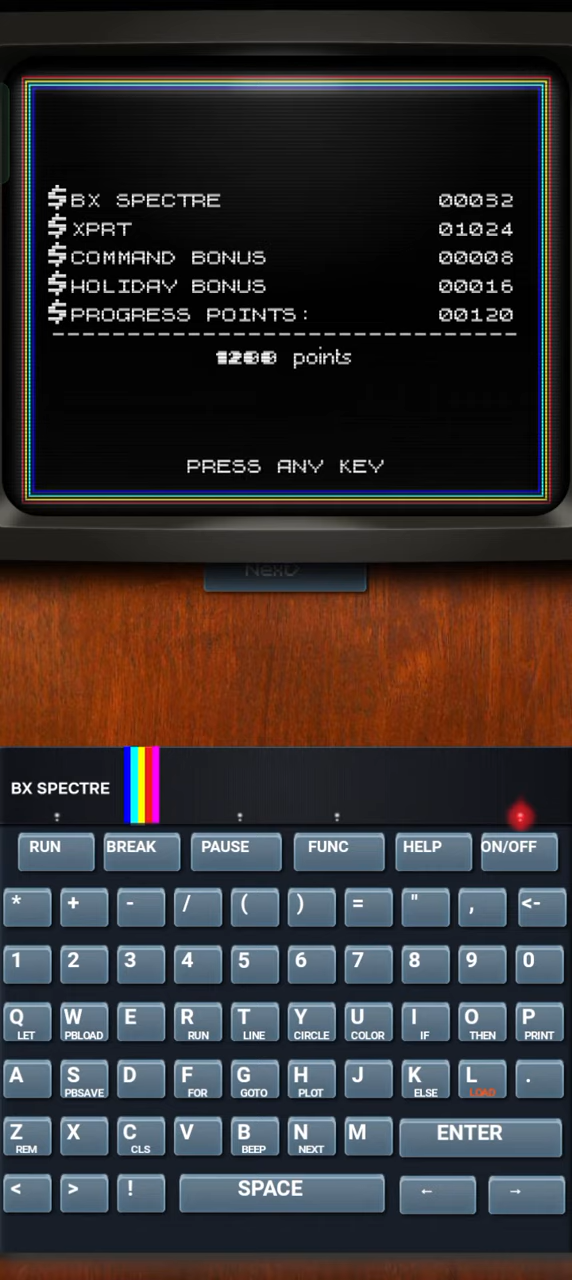 $BX SPECTRE 00032
$XPRT 01024
$COMMAND BONUS 00008
$HOLIDAY BONUS 00016
$PROGRESS POINTS: 00120
--------------------------------
1200 points
PRESS ANY KEY
Next
BX SPECTRE
RUN BREAK PAUSE FUNC HELP ON/OFF
* + - / ( ) = " , <-
1 2 3 4 5 6 7 8 9 0
Q W E R T Y U I O P
LET PBLOAD RUN LINE CIRCLE COLOR IF THEN PRINT
A S D F G H J K L .
PBSAVE FOR GOTO PLOT ELSE LOAD
Z X C V B N M ENTER
REM CLS BEEP NEXT
< > ! SPACE ← →